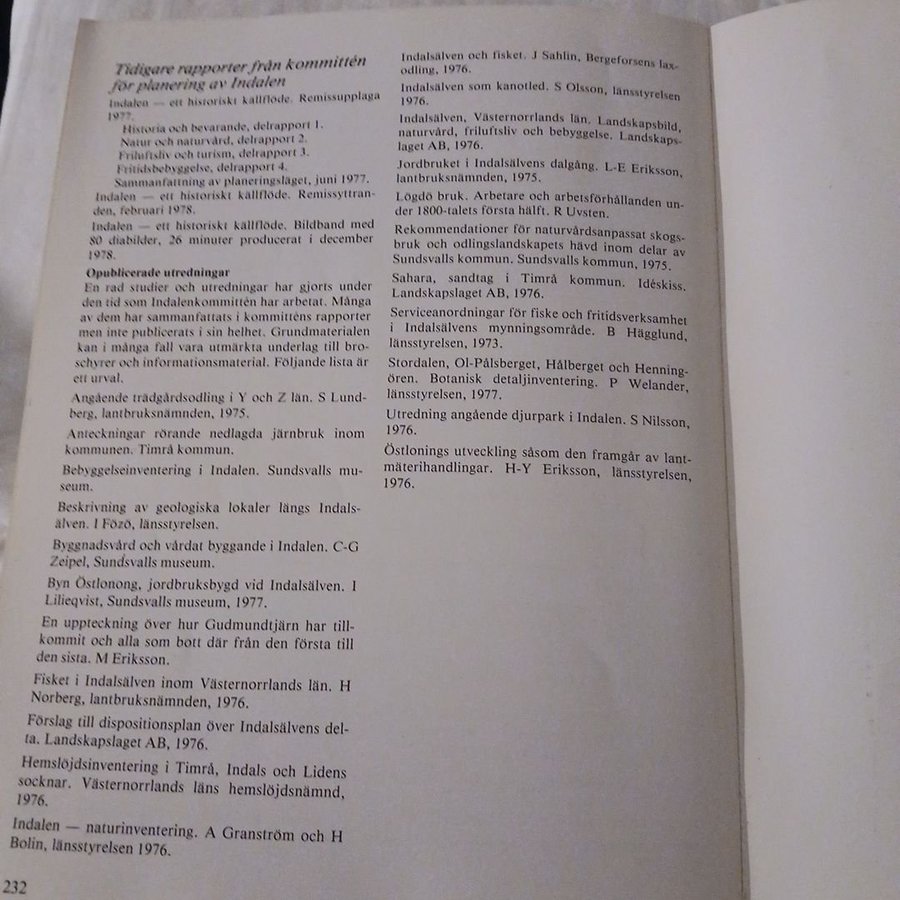 Tidigare rapporter från kommittén
för planering av Indalen
Indalen — ett historiskt källflöde. Remissupplaga
1977.
Historia och bevarande, delrapport 1.
Natur och naturvård, delrapport 2.
Friluftsliv och turism, delrapport 3.
Fritidsbebyggelse, delrapport 4.
Sammanfattning av planeringsläget, juni 1977.
Indalen — ett historiskt källflöde. Remissyttran-
den, februari 1978.
Indalen — ett historiskt källflöde. Bildband med
80 diabilder, 26 minuter producerat i december
1978.
Opublicerade utredningar
En rad studier och utredningar har gjorts under
den tid som Indalenkommittén har arbetat. Många
av dem har sammanfattats i kommitténs rapporter
men inte publicerats i sin helhet. Grundmaterialen
kan i många fall vara utmärkta underlag till bro-
schyrer och informationsmaterial. Följande lista är
ett urval.
Angående trädgårdsodling i Y och Z län. S Lund-
berg, lantbruksnämnden, 1975.
Anteckningar rörande nedlagda järnbruk inom
kommunen. Timrå kommun.
Bebyggelseinventering i Indalen. Sundsvalls mu-
seum.
Beskrivning av geologiska lokaler längs Indals-
älven. I Fözö, länsstyrelsen.
Byggnadsvård och vårdat byggande i Indalen. C-G
Zeipel, Sundsvalls museum.
Byn Östlonong, jordbruksbygd vid Indalsälven. I
Lilieqvist, Sundsvalls museum, 1977.
En uppteckning över hur Gudmundtjärn har till-
kommit och alla som bott där från den första till
den sista. M Eriksson.
Fisket i Indalsälven inom Västernorrlands län. H
Norberg, lantbruksnämnden, 1976.
Förslag till dispositionsplan över Indalsälvens del-
ta. Landskapslaget AB, 1976.
Hemslöjdsinventering i Timrå, Indals och Lidens
socknar. Västernorrlands läns hemslöjdsnämnd,
1976.
Indalen — naturinventering. A Granström och H
Bolin, länsstyrelsen 1976.
232
Indalsälven och fisket. J Sahlin, Bergeforsens lax-
odling, 1976.
Indalsälven som kanotled. S Olsson, länsstyrelsen
1976.
Indalsälven, Västernorrlands län. Landskapsbild,
naturvård, friluftsliv och bebyggelse. Landskaps-
laget AB, 1976.
Jordbruket i Indalsälvens dalgång. L-E Eriksson,
lantbruksnämnden, 1975.
Lögdö bruk. Arbetare och arbetsförhållanden un-
der 1800-talets första hälft. R Uvsten.
Rekommendationer för naturvårdsanpassat skogs-
bruk och odlingslandskapets hävd inom delar av
Sundsvalls kommun. Sundsvalls kommun, 1975.
Sahara, sandtag i Timrå kommun. Idéskiss.
Landskapslaget AB, 1976.
Serviceanordningar för fiske och fritidsverksamhet
i Indalsälvens mynningsområde. B Hägglund,
länsstyrelsen, 1973.
Stordalen, Ol-Pålsberget, Hålberget och Henning-
ören. Botanisk detaljinventering. P Welander,
länsstyrelsen, 1977.
Utredning angående djurpark i Indalen. S Nilsson,
1976.
Östlonings utveckling såsom den framgår av lant-
mäterihandlingar. H-Y Eriksson, länsstyrelsen,
1976.